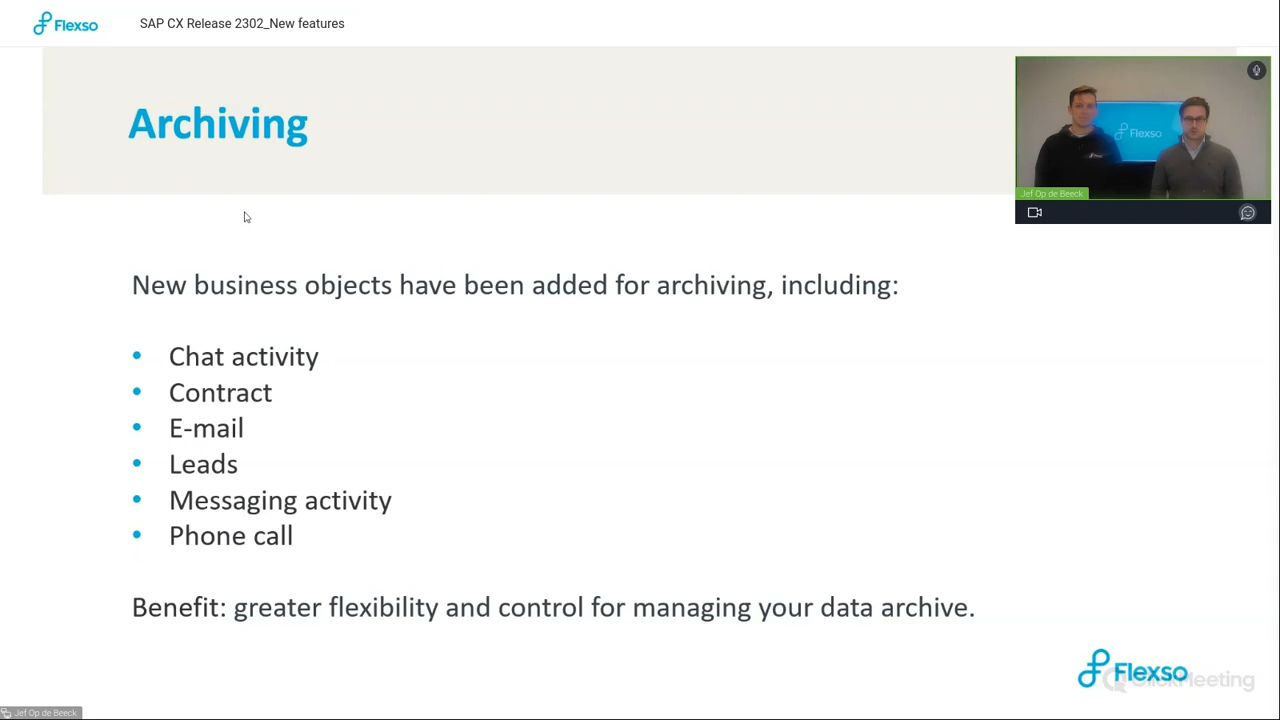 Flexso
SAP CX Release 2302_New features
Archiving
Flexso
Jef Op de Beeck
New business objects have been added for archiving, including:
• Chat activity
• Contract
• E-mail
• Leads
• Messaging activity
• Phone call
Benefit: greater flexibility and control for managing your data archive.
Flexso
ClickMeeting
Jef Op de Beeck